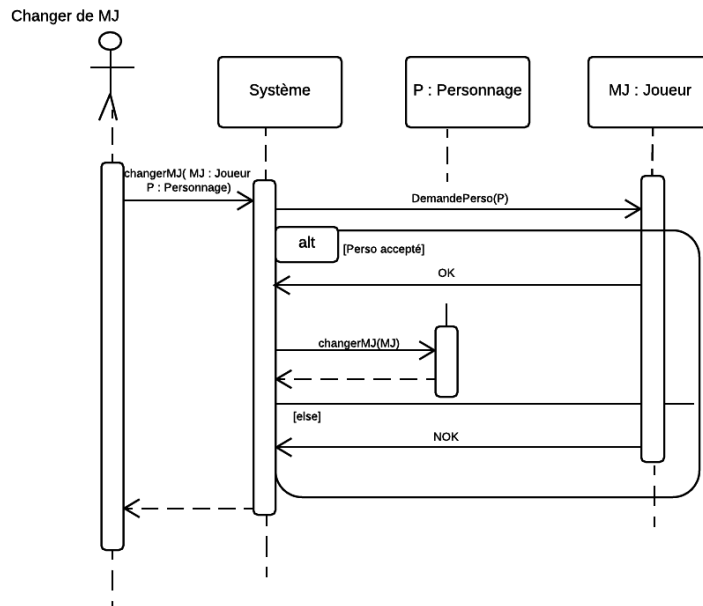 Changer de MJ
Système
P : Personnage
MJ : Joueur
changerMJ( MJ : Joueur
P : Personnage)
DemandePerso(P)
alt
[Perso accepté]
OK
changerMJ(MJ)
[else]
NOK